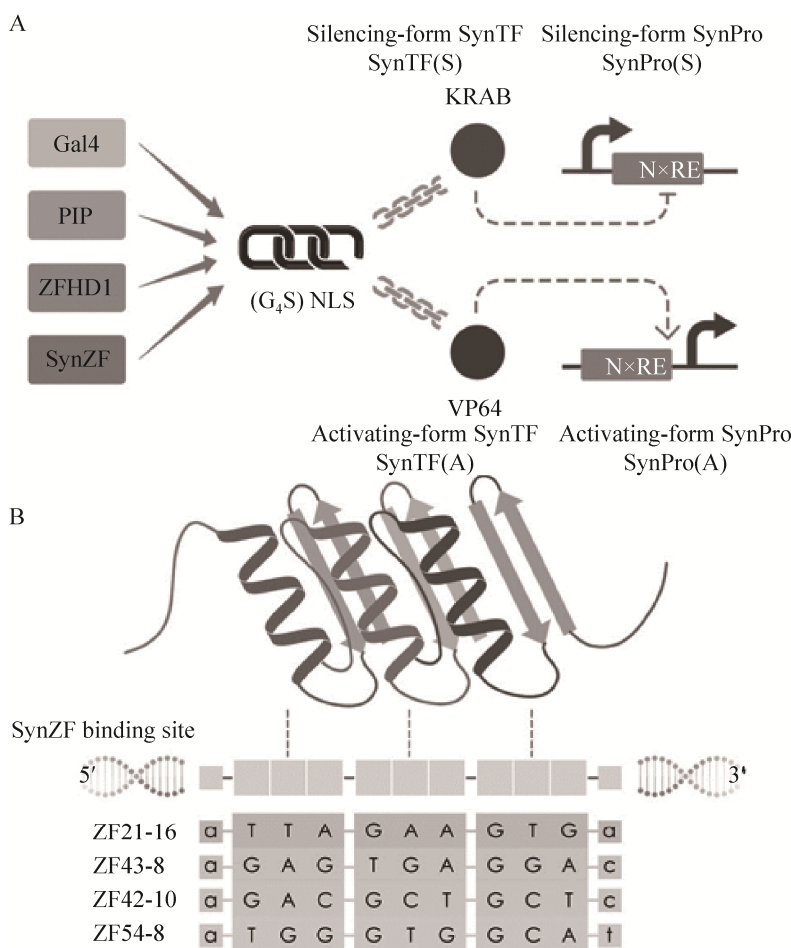 A
Silencing-form SynTF
SynTF(S)
Silencing-form SynPro
SynPro(S)
KRAB
Gal4
PIP
ZFHD1
SynZF
(G₄S) NLS
N×RE
N×RE
VP64
Activating-form SynTF
SynTF(A)
Activating-form SynPro
SynPro(A)
B
SynZF binding site
5′ 3′
ZF21-16 a T T A G A A G T G a
ZF43-8 a G A G T G A G G A c
ZF42-10 a G A C G C T G C T c
ZF54-8 a T G G G T G G C A t